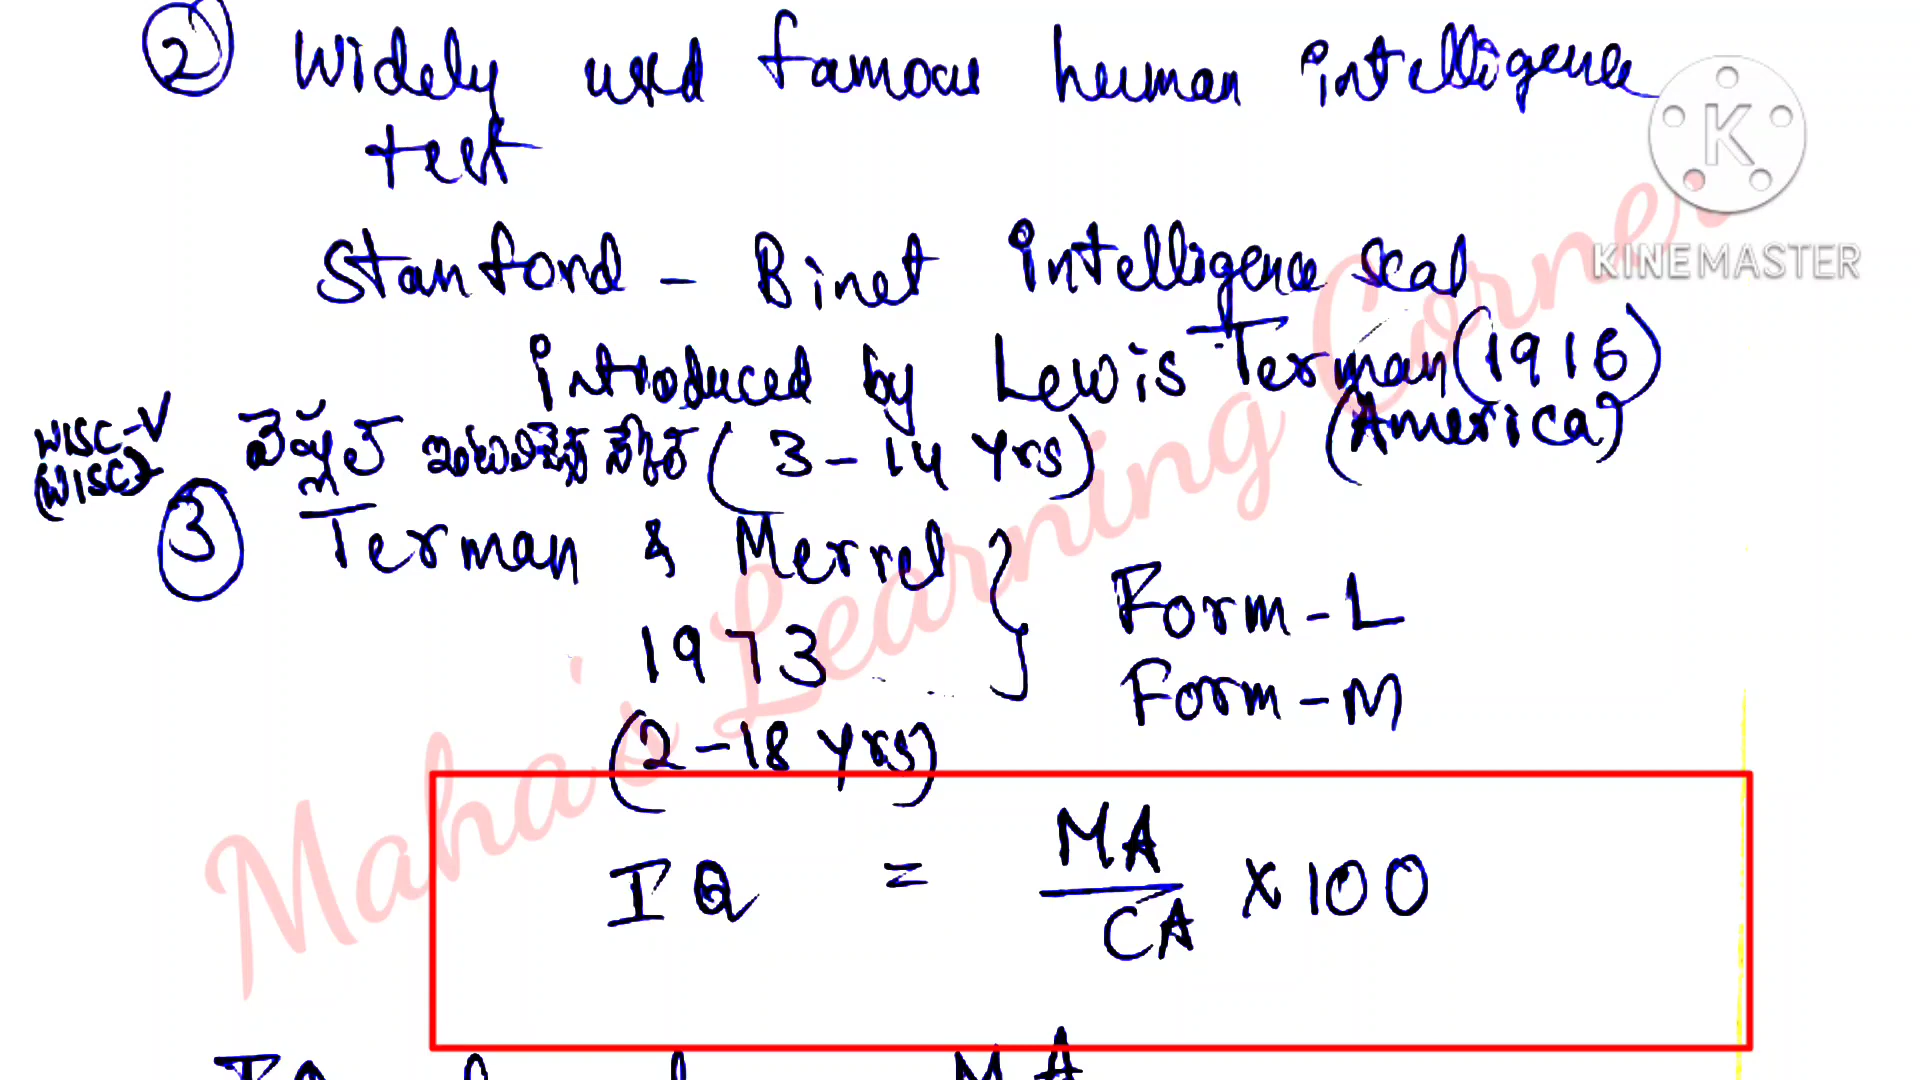 2 Widely used famous human intelligence
test
Stanford - Binet intelligence scal
introduced by Lewis Terman (1916)
(America)
WISC-V
(WISC)
(3-14 yrs)
3 Terman & Merrel
1973
(2-18 yrs)
Form-L
Form-M
IQ = MA/CA × 100
MA
K
KINEMASTER
Maha's Learning Corner